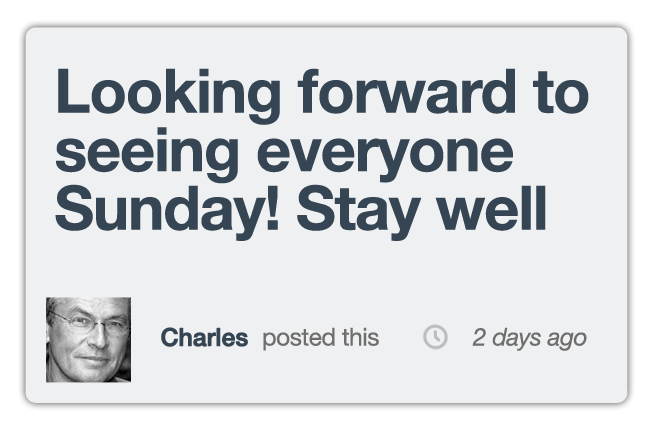 Looking forward to
seeing everyone
Sunday! Stay well
Charles posted this 2 days ago